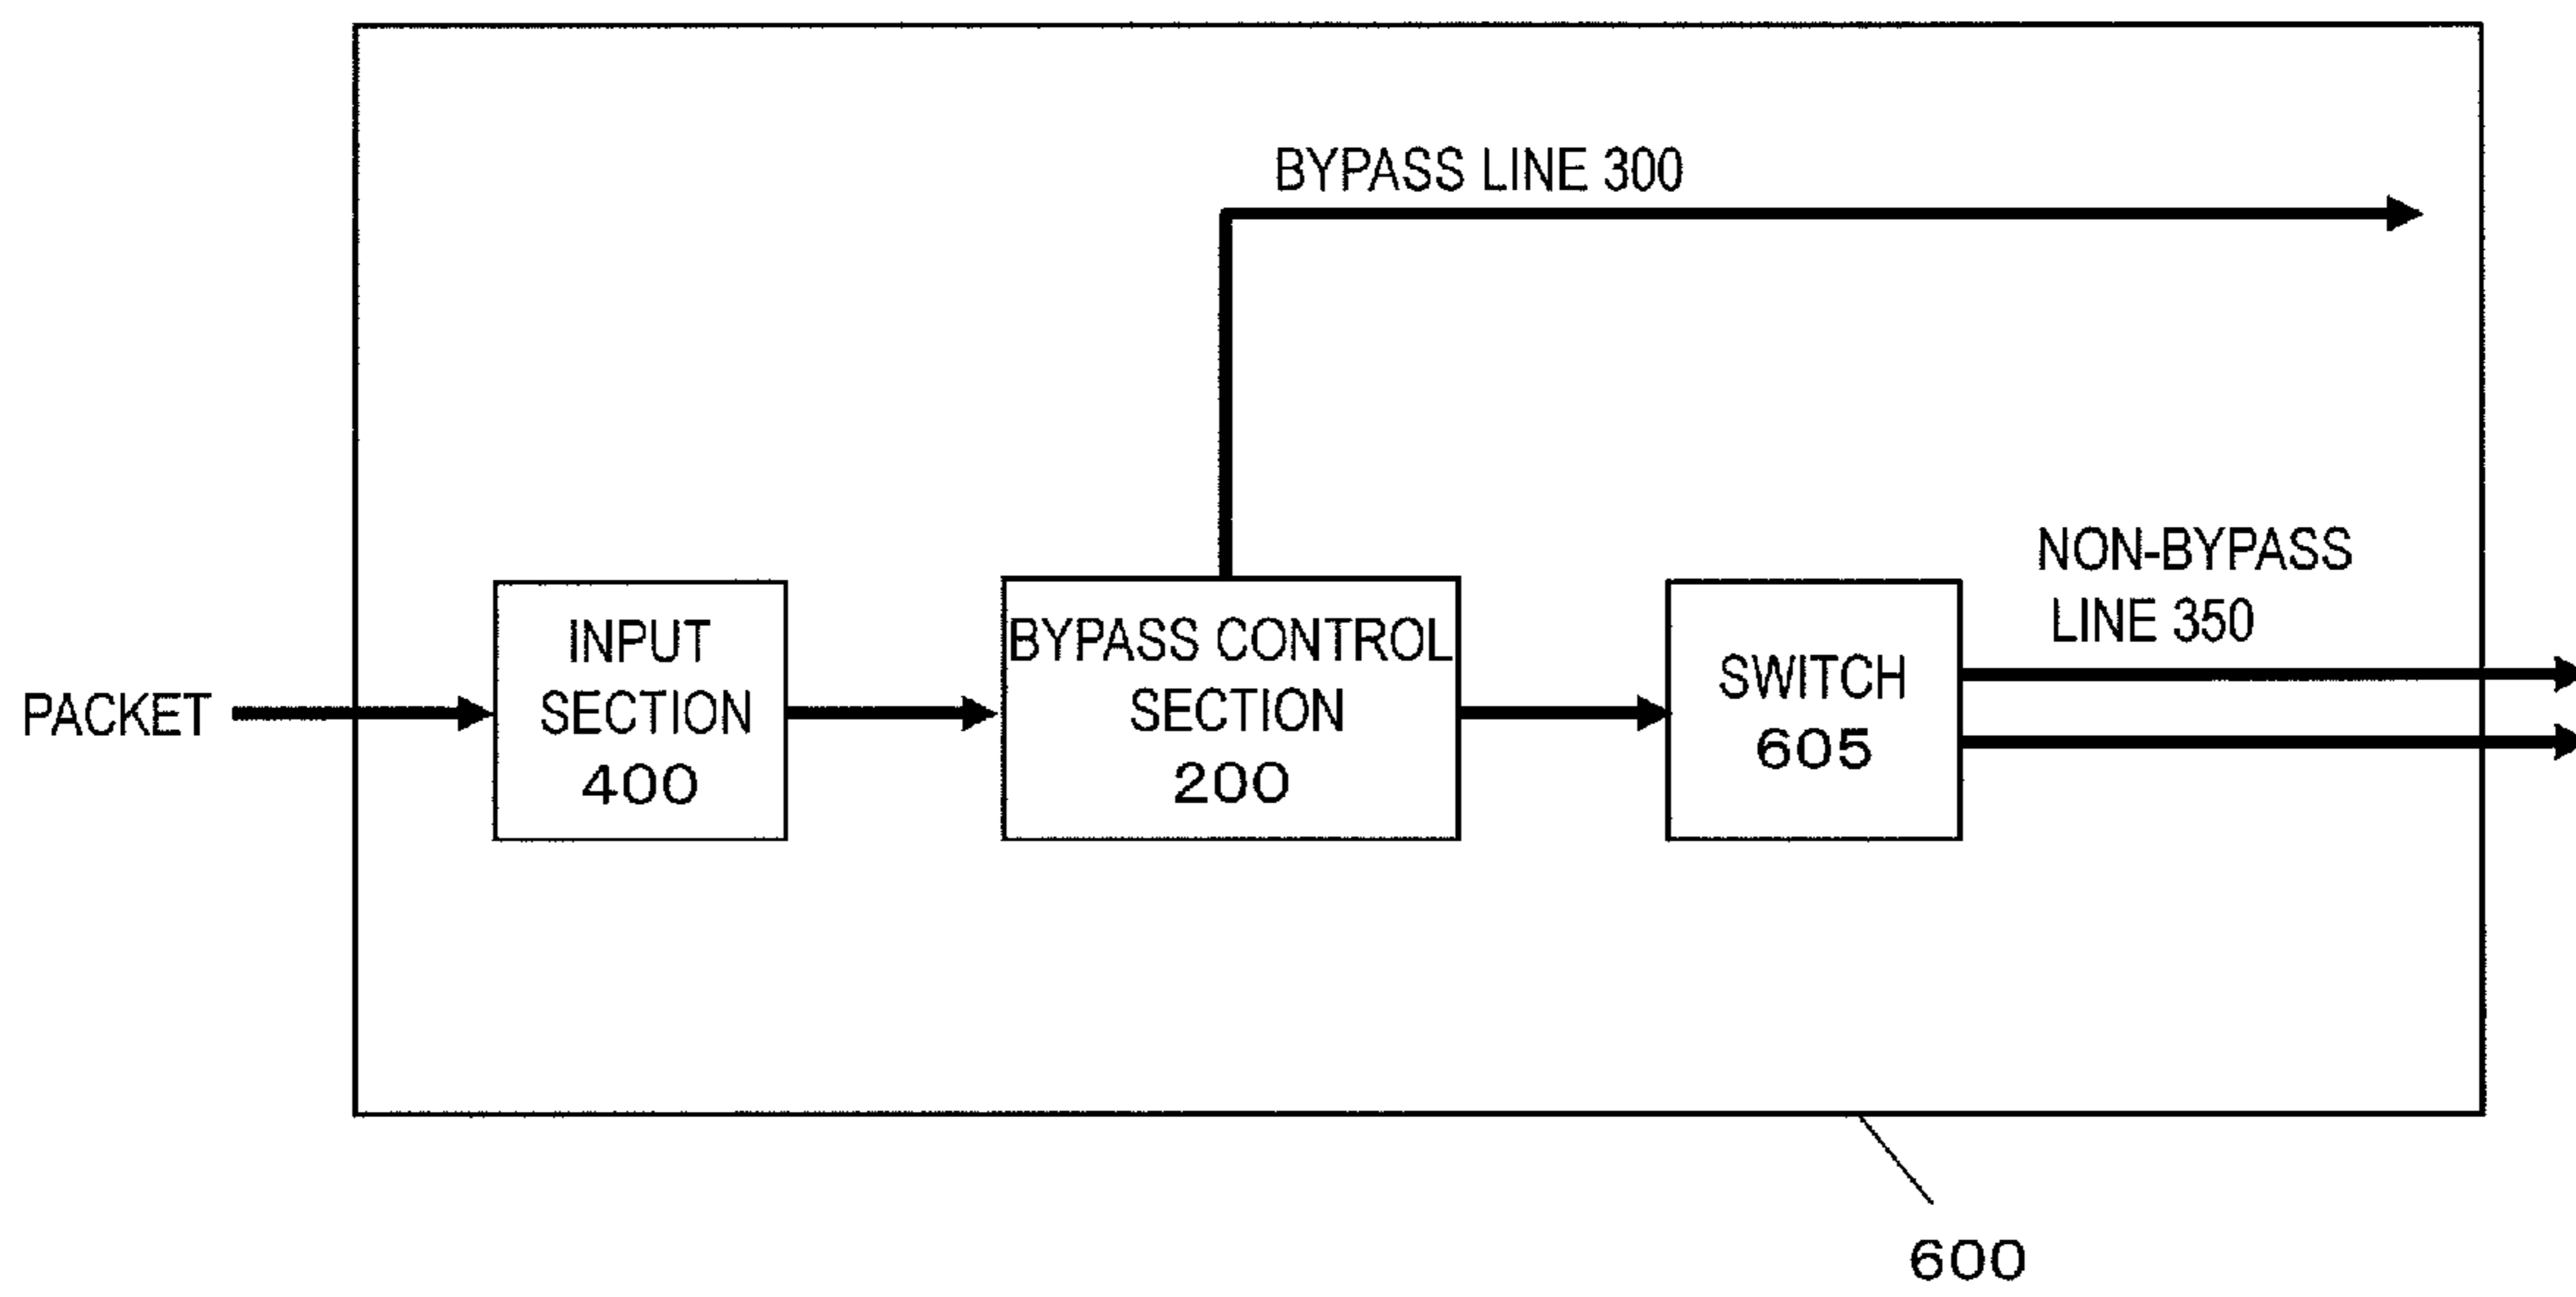 BYPASS LINE 300
NON-BYPASS
LINE 350
PACKET
INPUT
SECTION
400
BYPASS CONTROL
SECTION
200
SWITCH
605
600